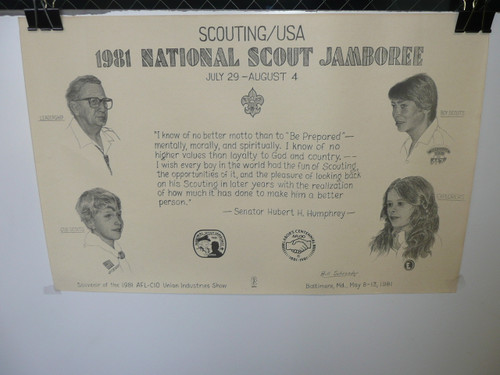 SCOUTING/USA
1981 NATIONAL SCOUT JAMBOREE
JULY 29-AUGUST 4
"I know of no better motto than to "Be Prepared"—
mentally, morally, and spiritually. I know of no
higher values than loyalty to God and country. ——
I wish every boy in the world had the fun of Scouting,
the opportunities of it, and the pleasure of looking back
on his Scouting in later years with the realization
of how much it has done to make him a better
person."
—Senator Hubert H. Humphrey—
Souvenir of the 1981 AFL-CIO Union Industries Show
Baltimore, Md., May 8-13, 1981